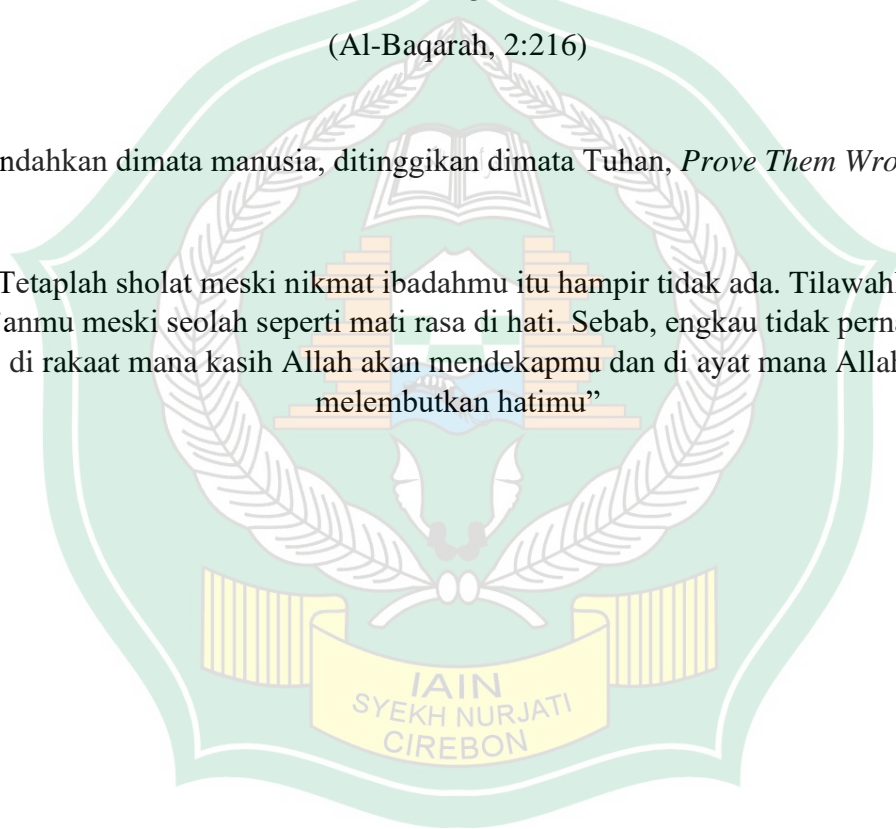 (Al-Baqarah, 2:216)
ndahkan dimata manusia, ditinggikan dimata Tuhan, Prove Them Wro
Tetaplah sholat meski nikmat ibadahmu itu hampir tidak ada. Tilawah
’anmu meski seolah seperti mati rasa di hati. Sebab, engkau tidak perna
di rakaat mana kasih Allah akan mendekapmu dan di ayat mana Allah
melembutkan hatimu”
IAIN
SYEKH NURJATI
CIREBON